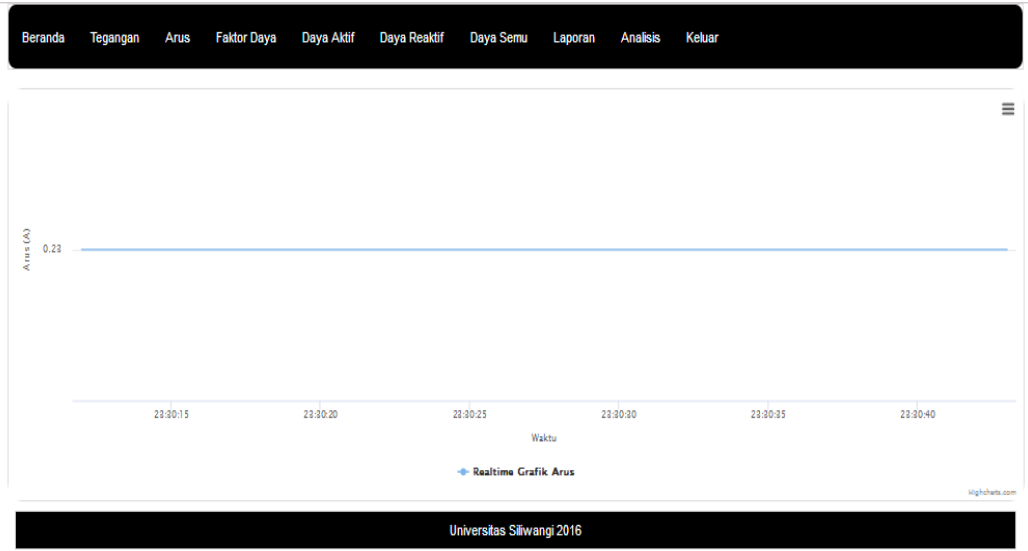 Beranda Tegangan Arus Faktor Daya Daya Aktif Daya Reaktif Daya Semu Laporan Analisis Keluar
Arus (A)
0.23
23:30:15 23:30:20 23:30:25 23:30:30 23:30:35 23:30:40
Waktu
Realtime Grafik Arus
Highcharts.com
Universitas Siliwangi 2016